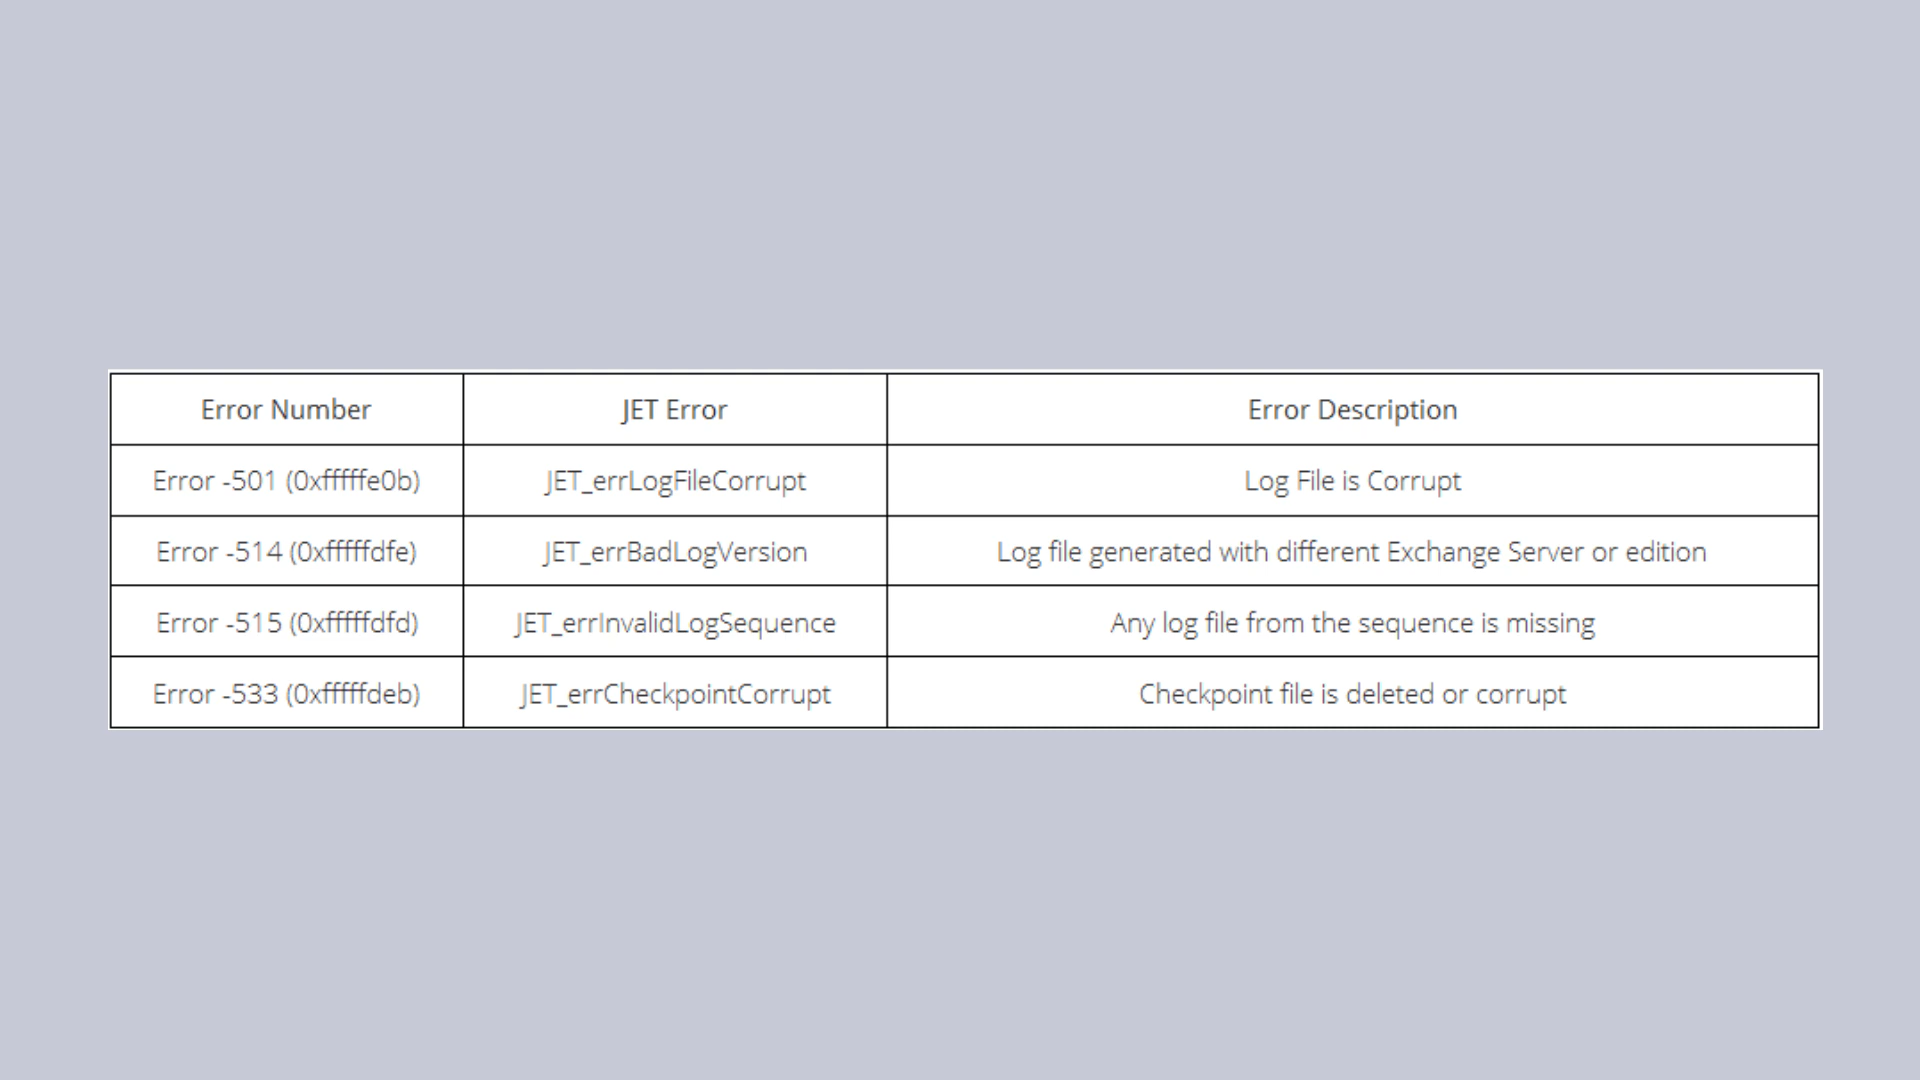 Error Number JET Error Error Description
Error -501 (0xfffffe0b) JET_errLogFileCorrupt Log File is Corrupt
Error -514 (0xfffffdfe) JET_errBadLogVersion Log file generated with different Exchange Server or edition
Error -515 (0xfffffdfd) JET_errInvalidLogSequence Any log file from the sequence is missing
Error -533 (0xfffffdeb) JET_errCheckpointCorrupt Checkpoint file is deleted or corrupt